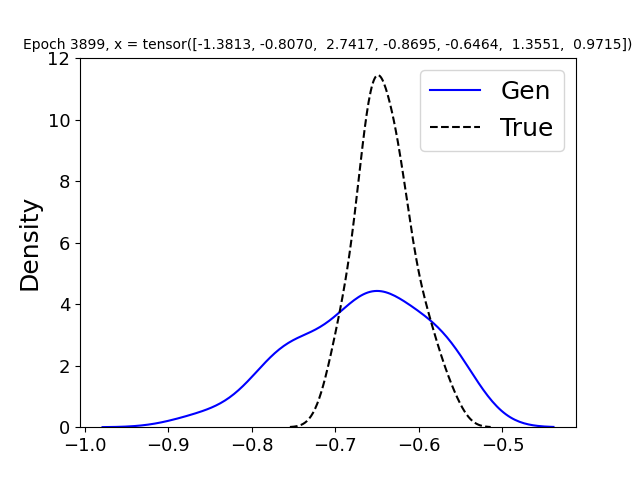 Epoch 3899, x = tensor([-1.3813, -0.8070,  2.7417, -0.8695, -0.6464,  1.3551,  0.9715])
12
10
8
6
4
2
0
Density
Gen
True
−1.0 −0.9 −0.8 −0.7 −0.6 −0.5